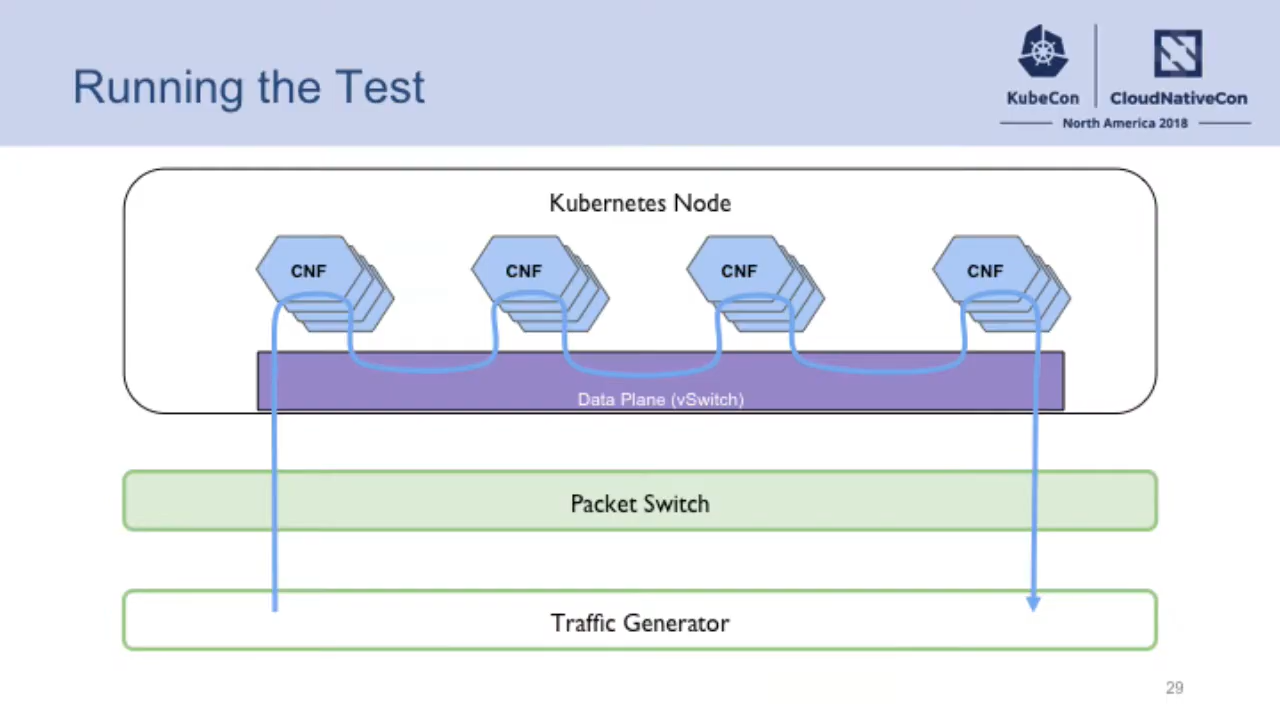 Running the Test
KubeCon
CloudNativeCon
North America 2018
Kubernetes Node
CNF
CNF
CNF
CNF
Data Plane (vSwitch)
Packet Switch
Traffic Generator
29